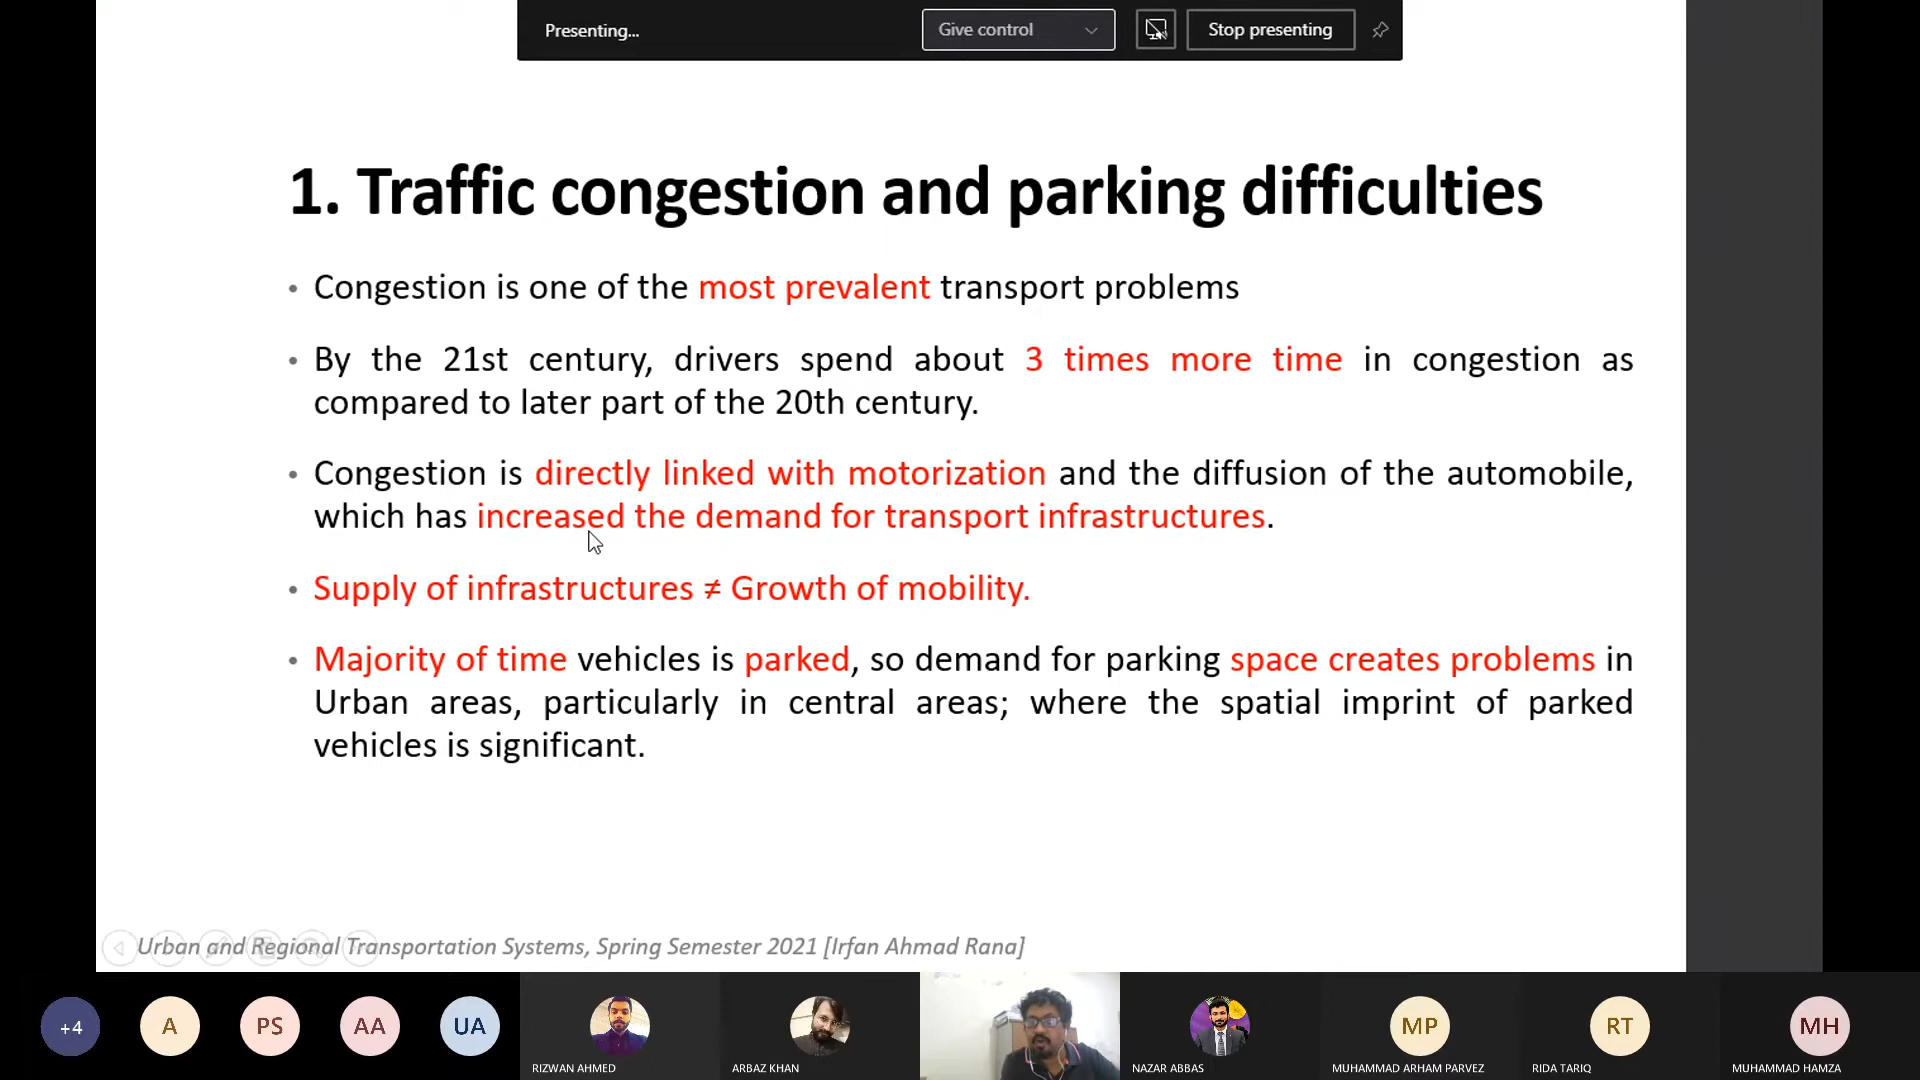 Presenting...
Give control
Stop presenting
1. Traffic congestion and parking difficulties
• Congestion is one of the most prevalent transport problems
• By the 21st century, drivers spend about 3 times more time in congestion as
compared to later part of the 20th century.
• Congestion is directly linked with motorization and the diffusion of the automobile,
which has increased the demand for transport infrastructures.
• Supply of infrastructures ≠ Growth of mobility.
• Majority of time vehicles is parked, so demand for parking space creates problems in
Urban areas, particularly in central areas; where the spatial imprint of parked
vehicles is significant.
Urban and Regional Transportation Systems, Spring Semester 2021 [Irfan Ahmad Rana]
+4
A
PS
AA
UA
RIZWAN AHMED
ARBAZ KHAN
NAZAR ABBAS
MP
MUHAMMAD ARHAM PARVEZ
RT
RIDA TARIQ
MH
MUHAMMAD HAMZA